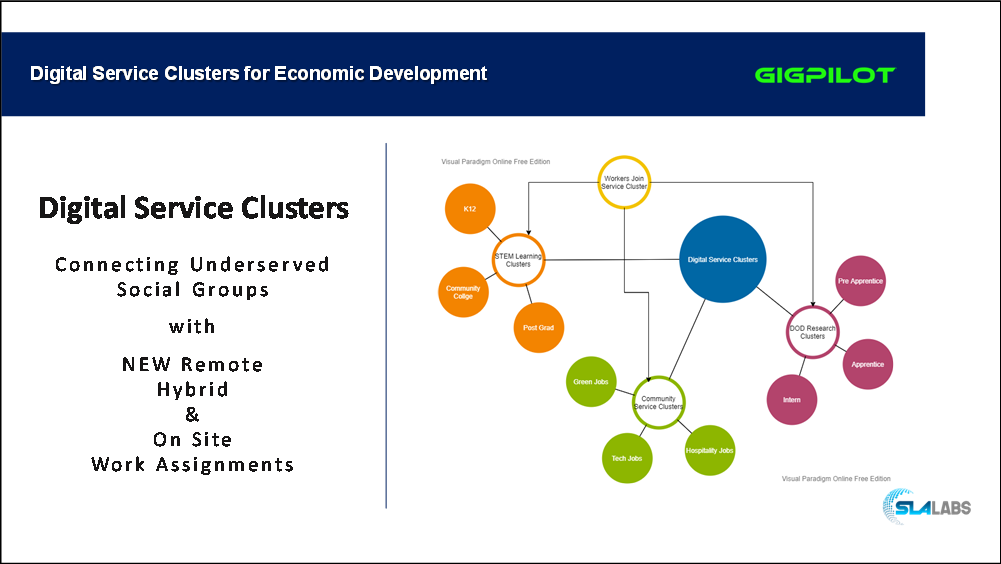 Digital Service Clusters for Economic Development
GIGPILOT
Digital Service Clusters
Connecting Underserved
Social Groups
with
NEW Remote
Hybrid
&
On Site
Work Assignments
Visual Paradigm Online Free Edition
Workers Join
Service Cluster
K12
STEM Learning
Clusters
Community
Collge
Post Grad
Digital Service Clusters
Pre Apprentice
DOD Research
Clusters
Apprentice
Intern
Green Jobs
Community
Service Clusters
Tech Jobs
Hospitality Jobs
Visual Paradigm Online Free Edition
SLALABS